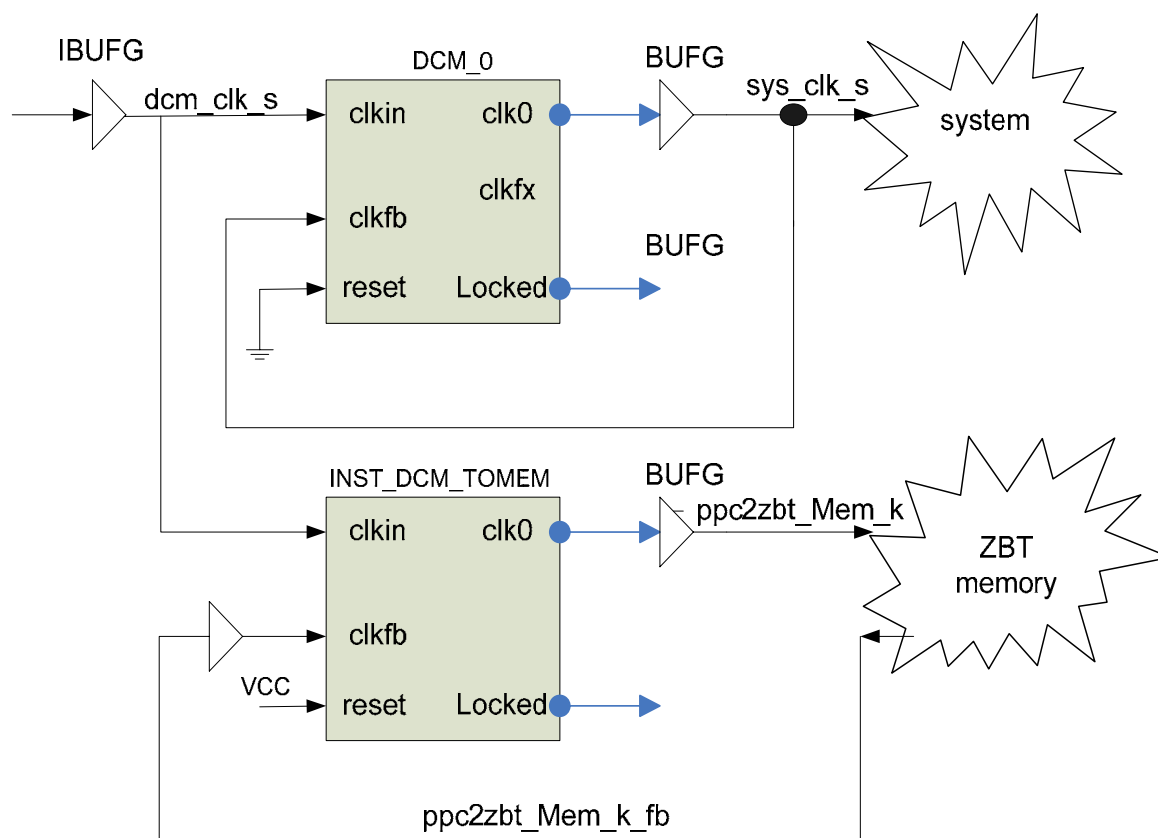 IBUFG
DCM_0
BUFG
dcm_clk_s
sys_clk_s
clkin
clk0
system
clkfx
clkfb
BUFG
reset
Locked
INST_DCM_TOMEM
BUFG
ppc2zbt_Mem_k
clkin
clk0
ZBT
memory
clkfb
VCC
reset
Locked
ppc2zbt_Mem_k_fb